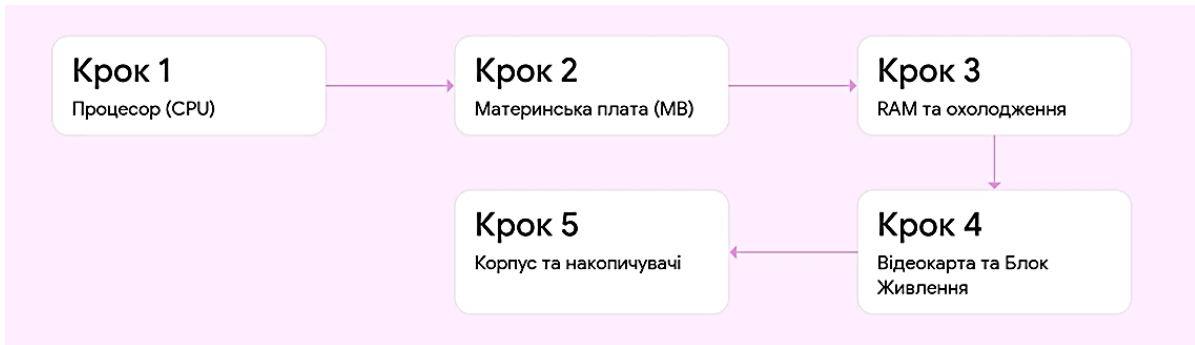 Крок 1
Процесор (CPU)
Крок 2
Материнська плата (MB)
Крок 3
RAM та охолодження
Крок 4
Відеокарта та Блок
Живлення
Крок 5
Корпус та накопичувачі